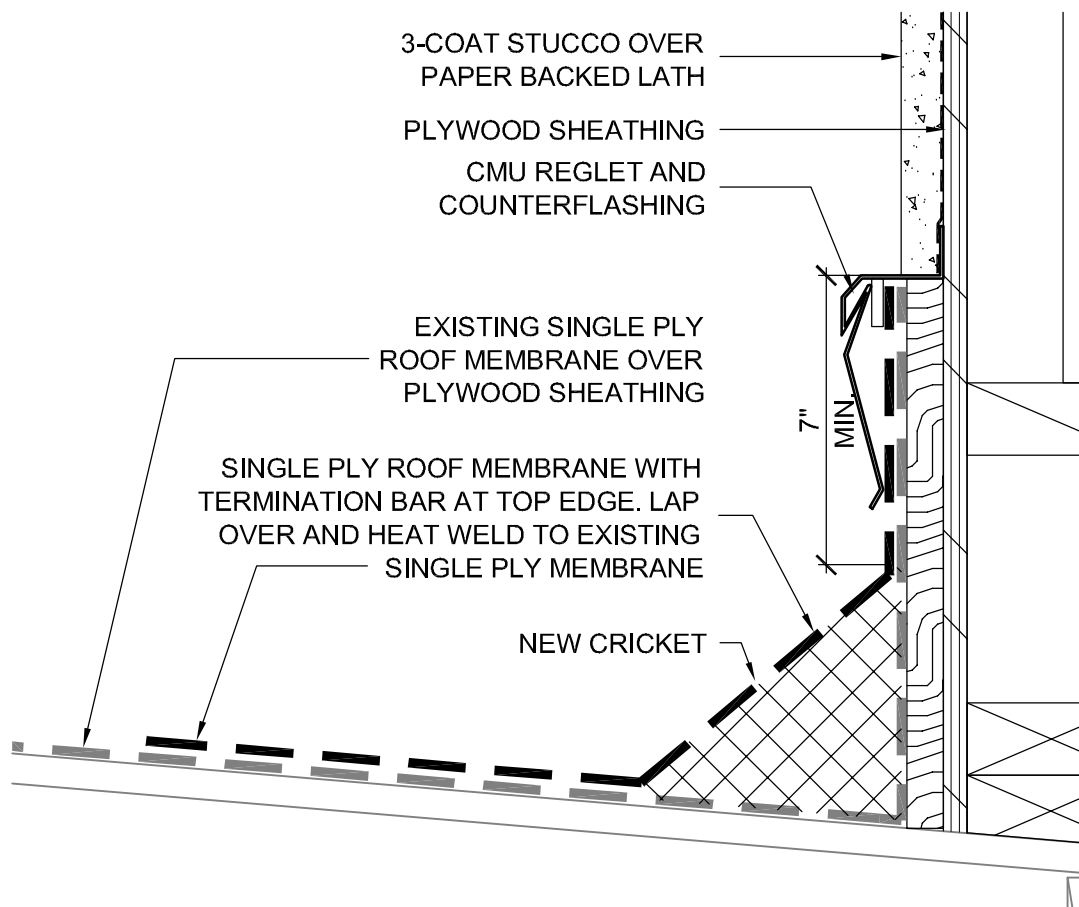 3-COAT STUCCO OVER
PAPER BACKED LATH
PLYWOOD SHEATHING
CMU REGLET AND
COUNTERFLASHING
EXISTING SINGLE PLY
ROOF MEMBRANE OVER
PLYWOOD SHEATHING
7"
MIN.
SINGLE PLY ROOF MEMBRANE WITH
TERMINATION BAR AT TOP EDGE. LAP
OVER AND HEAT WELD TO EXISTING
SINGLE PLY MEMBRANE
NEW CRICKET